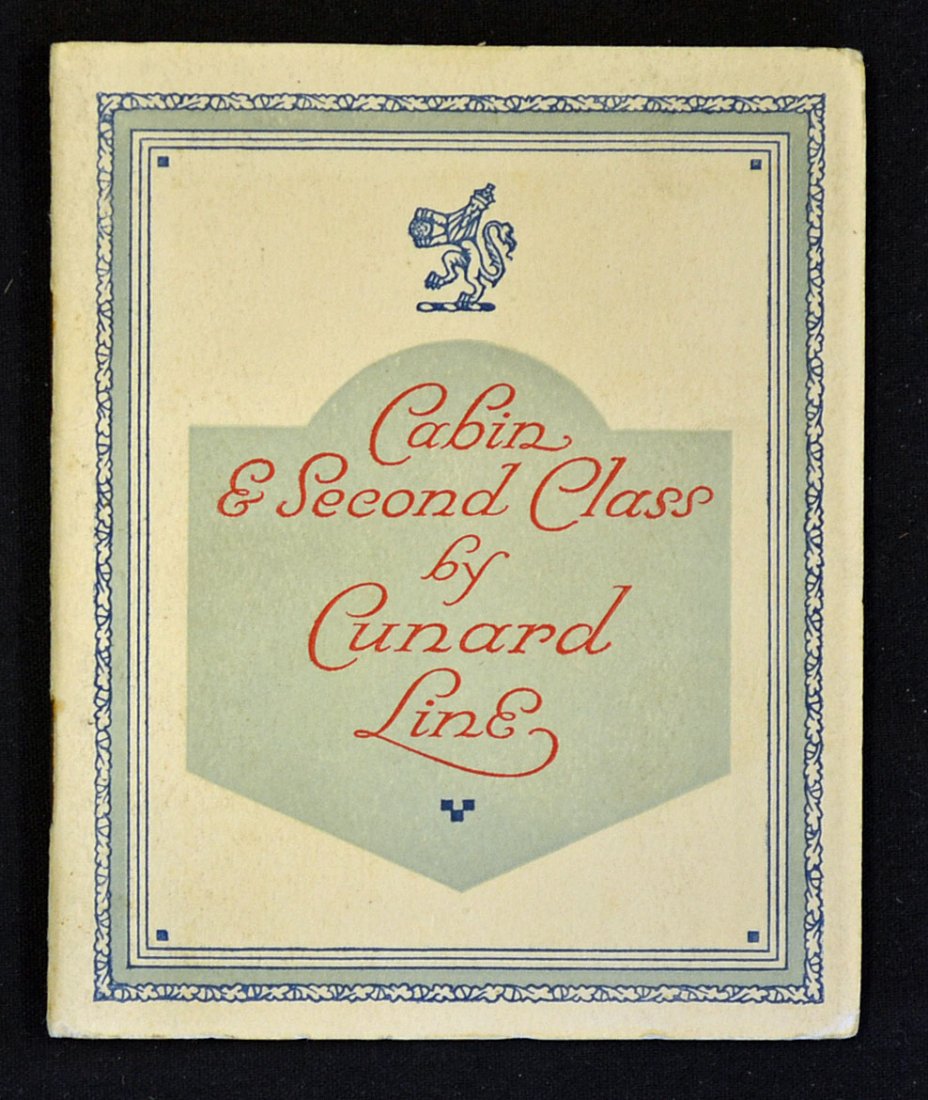 Cabin
& Second Class
by
Cunard
Line